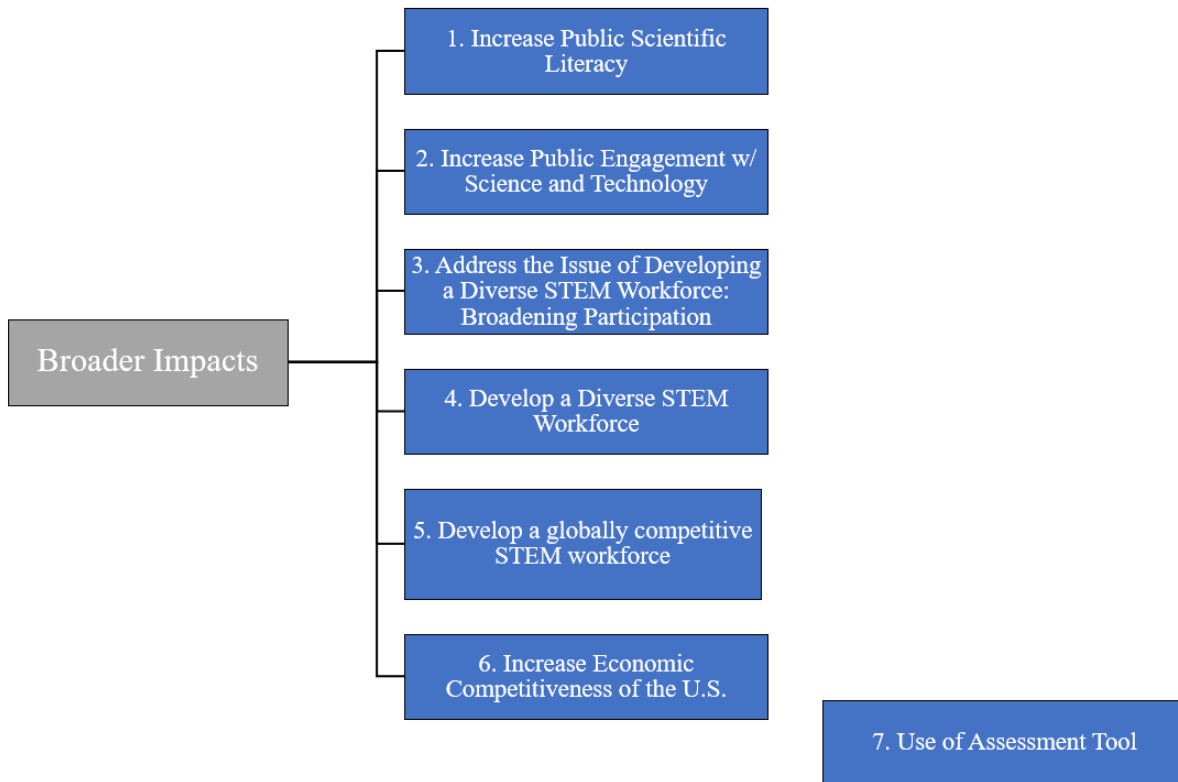 1. Increase Public Scientific
Literacy
2. Increase Public Engagement w/
Science and Technology
3. Address the Issue of Developing
a Diverse STEM Workforce:
Broadening Participation
Broader Impacts
4. Develop a Diverse STEM
Workforce
5. Develop a globally competitive
STEM workforce
6. Increase Economic
Competitiveness of the U.S.
7. Use of Assessment Tool